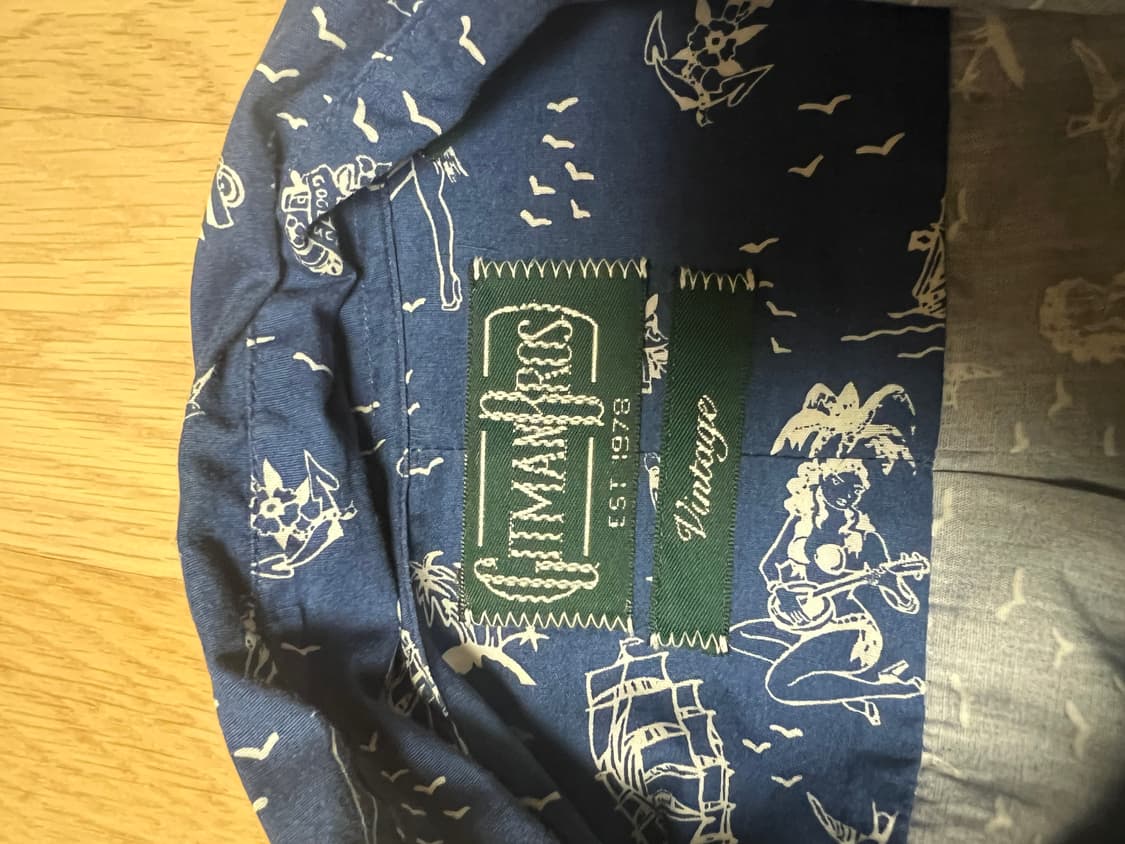 GITMAN BROS
EST 1978
Vintage